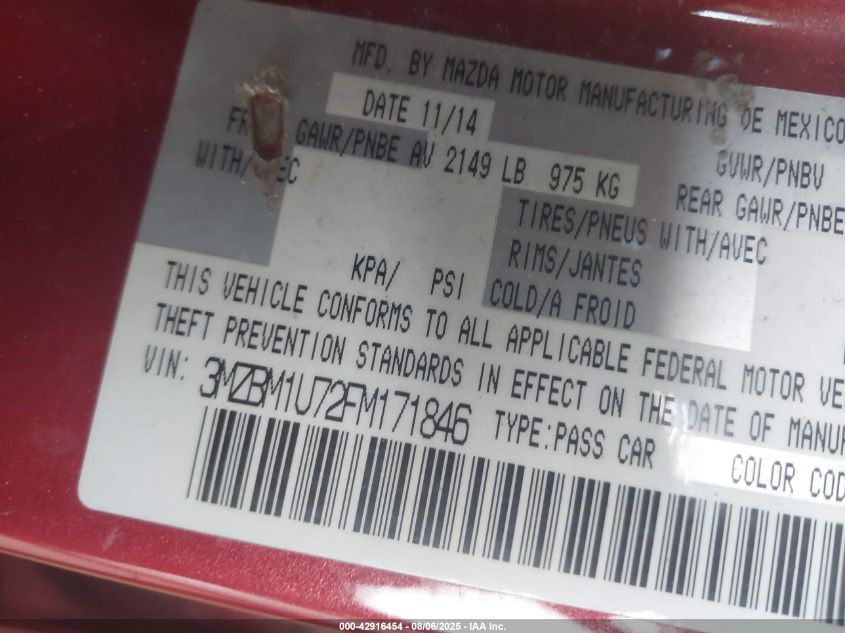 MFD. BY MAZDA MOTOR MANUFACTURING DE MEXICO
DATE 11/14
GVWR/PNBV
GAWR/PNBE AV 2149 LB 975 KG
REAR GAWR/PNBE
TIRES/PNEUS WITH/AVEC
RIMS/JANTES
KPA/ PSI COLD/A FROID
THIS VEHICLE CONFORMS TO ALL APPLICABLE FEDERAL MOTOR VE
THEFT PREVENTION STANDARDS IN EFFECT ON THE DATE OF MANUF
VIN: 3MZBM1U72FM171846 TYPE:PASS CAR
COLOR COD
000-42916454 - 08/06/2025 - IAA Inc.